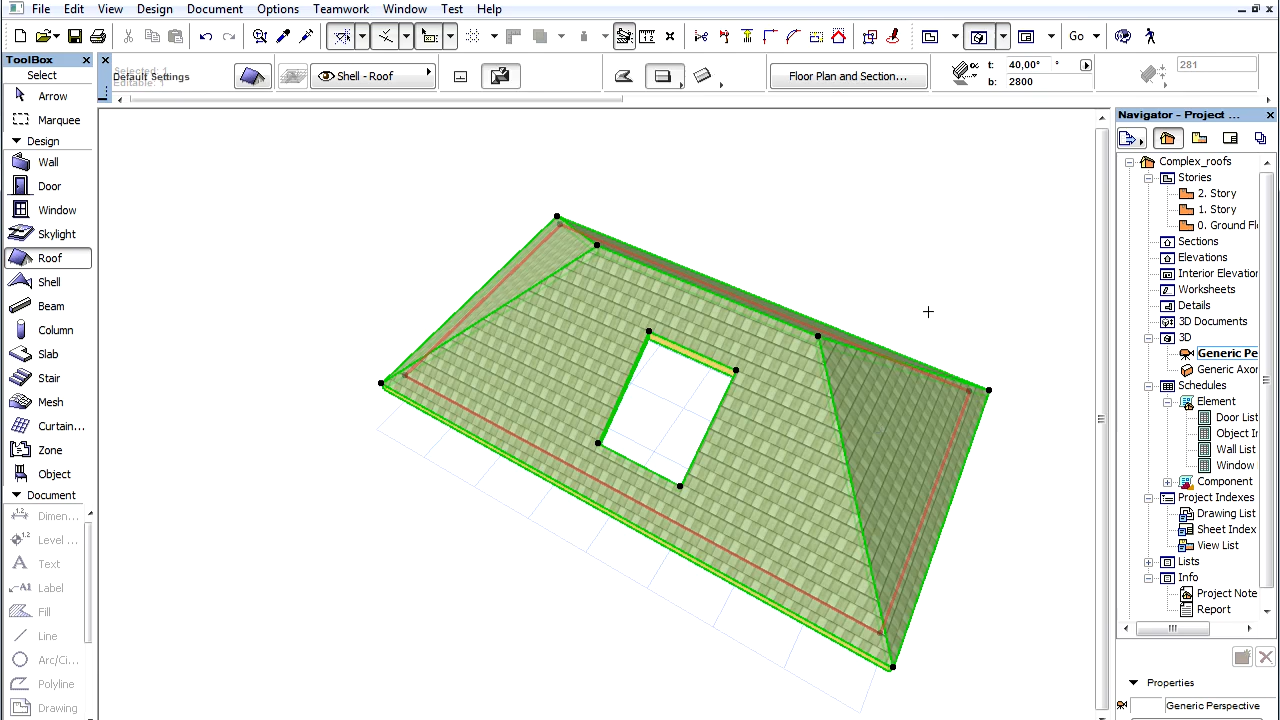 File Edit View Design Document Options Teamwork Window Test Help
Go
ToolBox
Select
Arrow
Marquee
Design
Wall
Door
Window
Skylight
Roof
Shell
Beam
Column
Slab
Stair
Mesh
Curtain...
Zone
Object
Document
Dimen...
Level ...
Text
Label
Fill
Line
Arc/Ci...
Polyline
Drawing
Selected: 1
Default Settings
Editable: 1
Shell - Roof
Floor Plan and Section...
t: 40,00° °
b: 2800
281
Navigator - Project ...
Complex_roofs
Stories
2. Story
1. Story
0. Ground Fl
Sections
Elevations
Interior Elevatio
Worksheets
Details
3D Documents
3D
Generic Pe
Generic Axor
Schedules
Element
Door List
Object In
Wall List
Window
Component
Project Indexes
Drawing List
Sheet Index
View List
Lists
Info
Project Note
Report
Properties
Generic Perspective